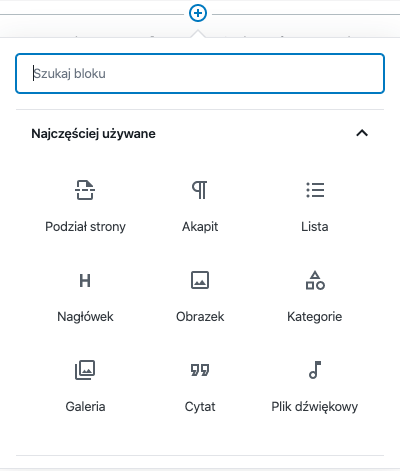 Szukaj bloku
Najczęściej używane
Podział strony
Akapit
Lista
Nagłówek
Obrazek
Kategorie
Galeria
Cytat
Plik dźwiękowy